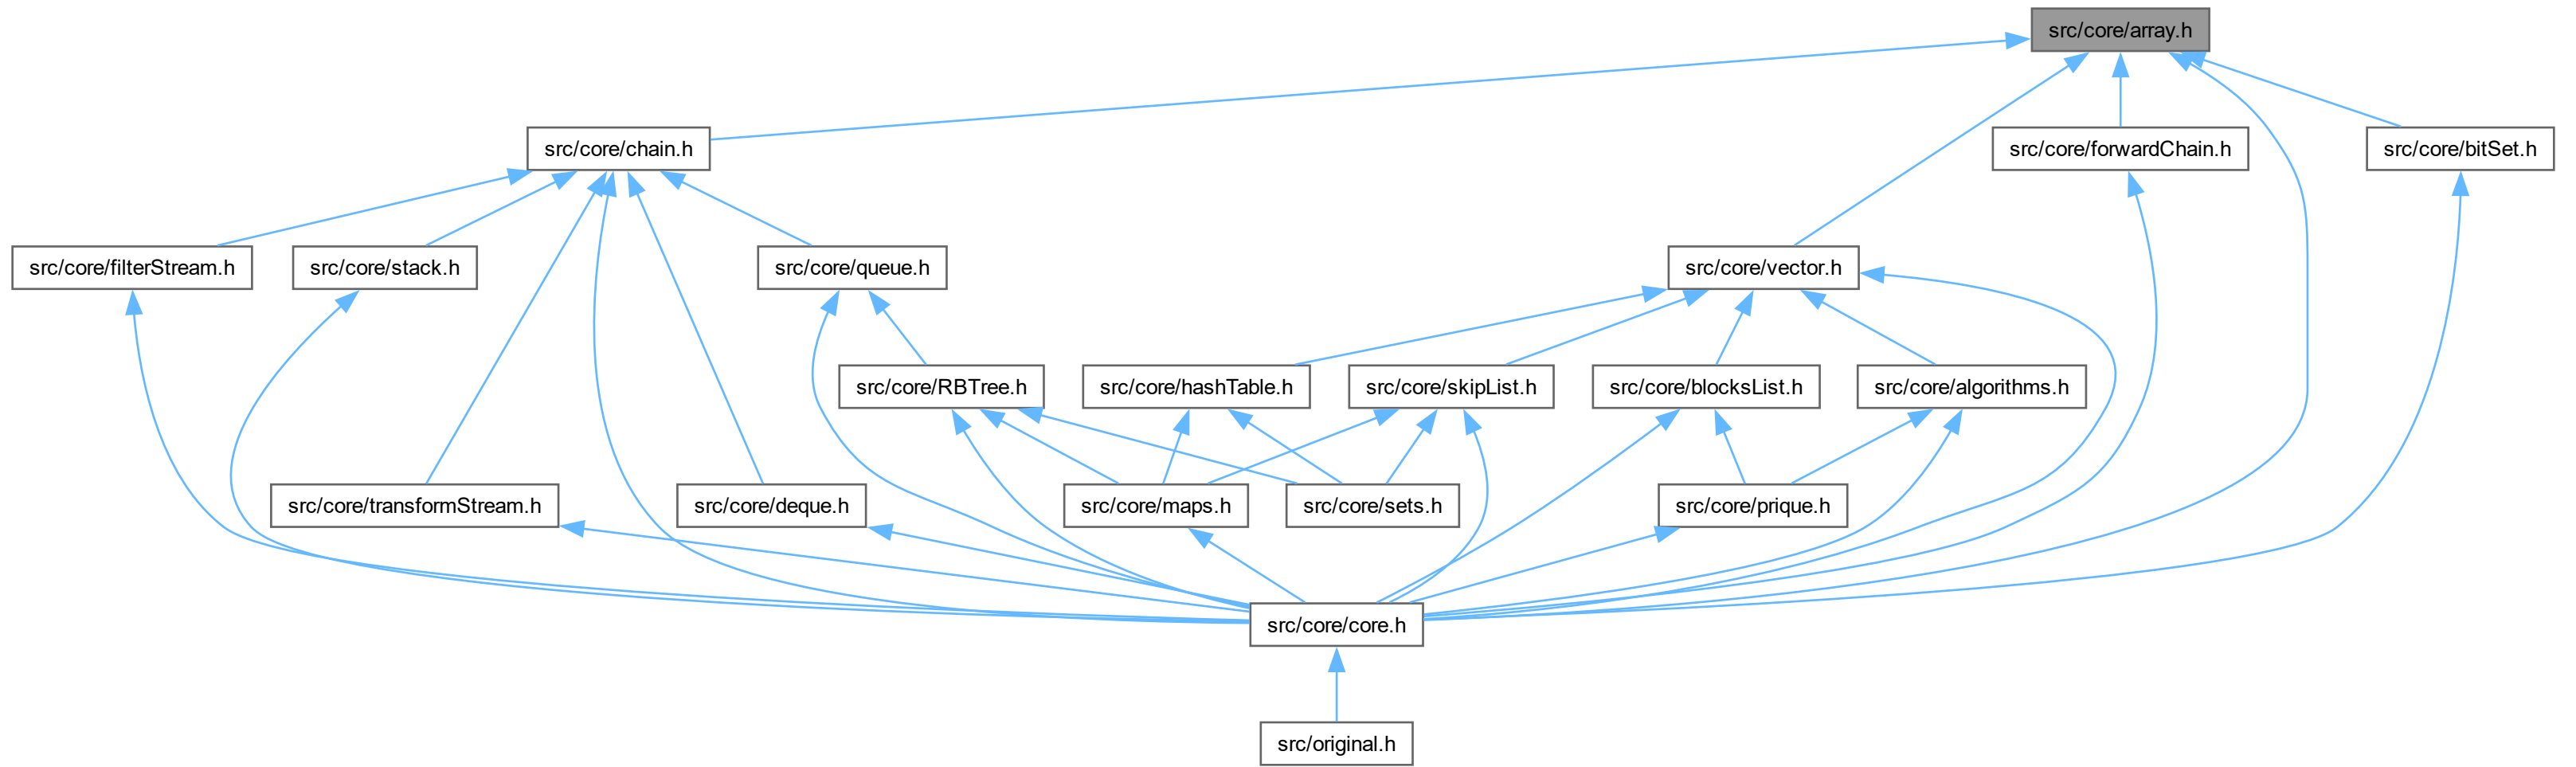 src/core/array.h
src/core/chain.h
src/core/forwardChain.h
src/core/bitSet.h
src/core/filterStream.h
src/core/stack.h
src/core/queue.h
src/core/vector.h
src/core/RBTree.h
src/core/hashTable.h
src/core/skipList.h
src/core/blocksList.h
src/core/algorithms.h
src/core/transformStream.h
src/core/deque.h
src/core/maps.h
src/core/sets.h
src/core/prique.h
src/core/core.h
src/original.h